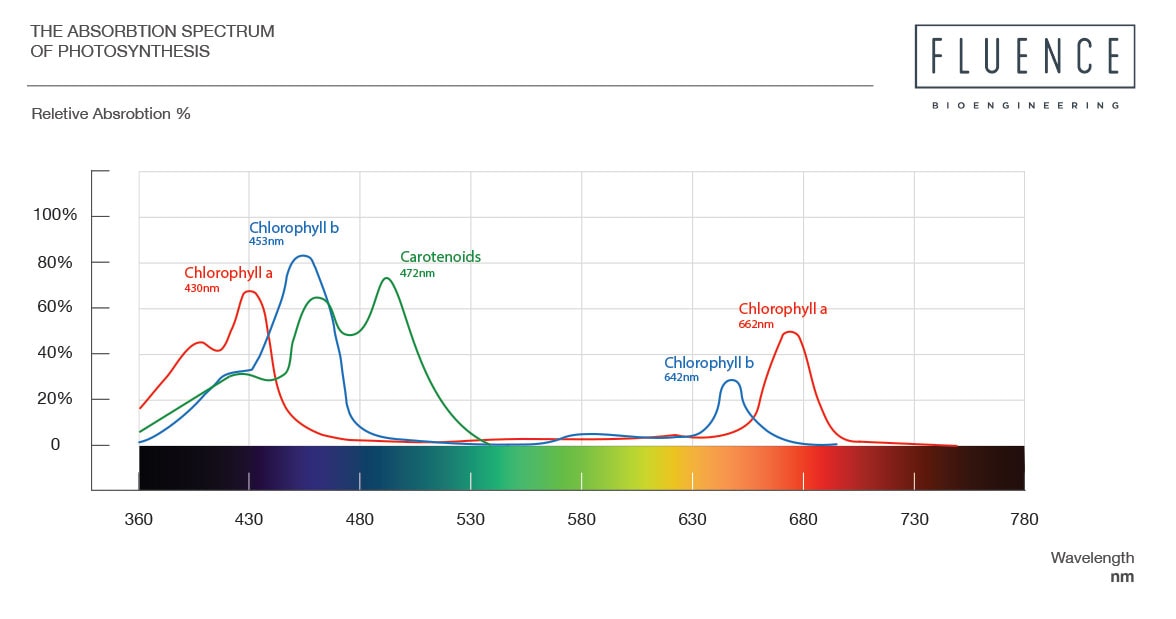 THE ABSORBTION SPECTRUM
OF PHOTOSYNTHESIS
FLUENCE
BIOENGINEERING
Reletive Absrobtion %
100%
80%
60%
40%
20%
0
Chlorophyll b
453nm
Chlorophyll a
430nm
Carotenoids
472nm
Chlorophyll a
662nm
Chlorophyll b
642nm
360 430 480 530 580 630 680 730 780
Wavelength
nm